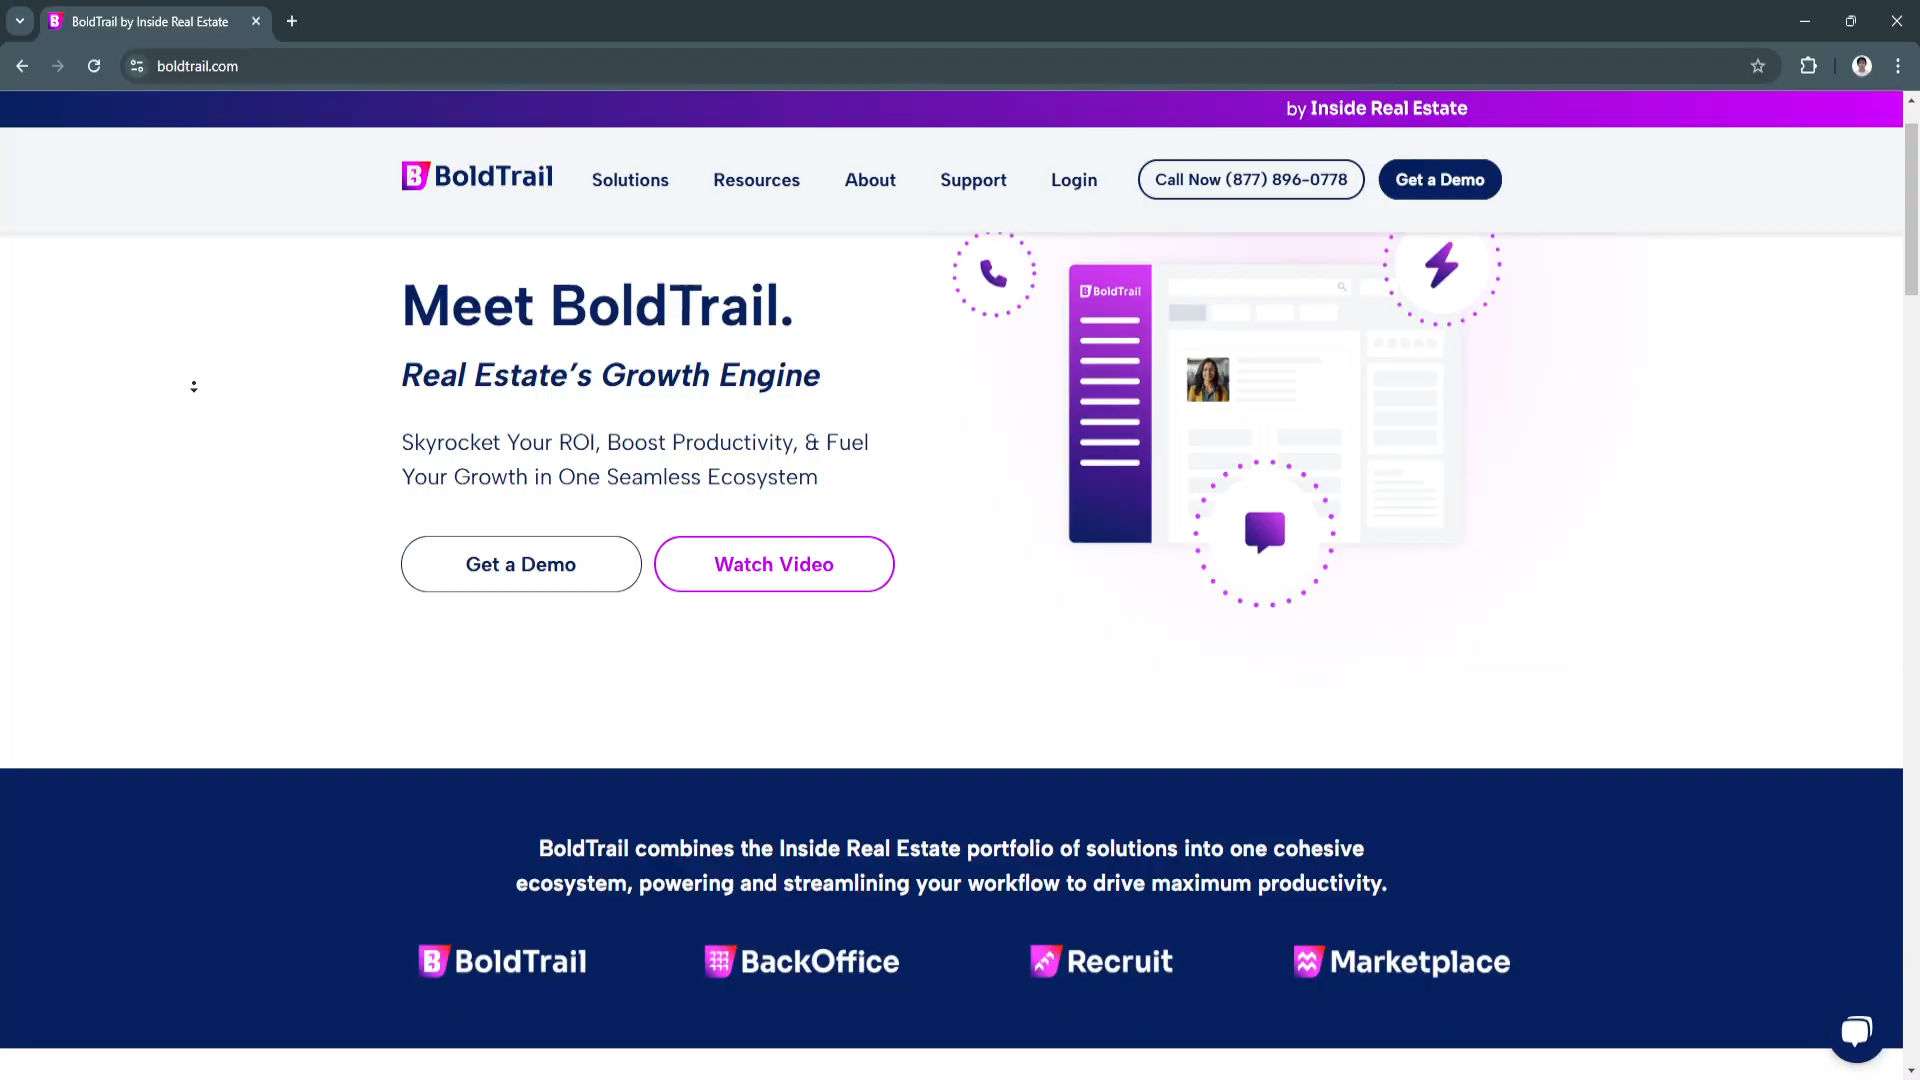 BoldTrail by Inside Real Estate
boldtrail.com
by Inside Real Estate
BoldTrail
Solutions
Resources
About
Support
Login
Call Now (877) 896-0778
Get a Demo
Meet BoldTrail.
Real Estate's Growth Engine
Skyrocket Your ROI, Boost Productivity, & Fuel
Your Growth in One Seamless Ecosystem
Get a Demo
Watch Video
BoldTrail
BoldTrail combines the Inside Real Estate portfolio of solutions into one cohesive
ecosystem, powering and streamlining your workflow to drive maximum productivity.
BoldTrail
BackOffice
Recruit
Marketplace